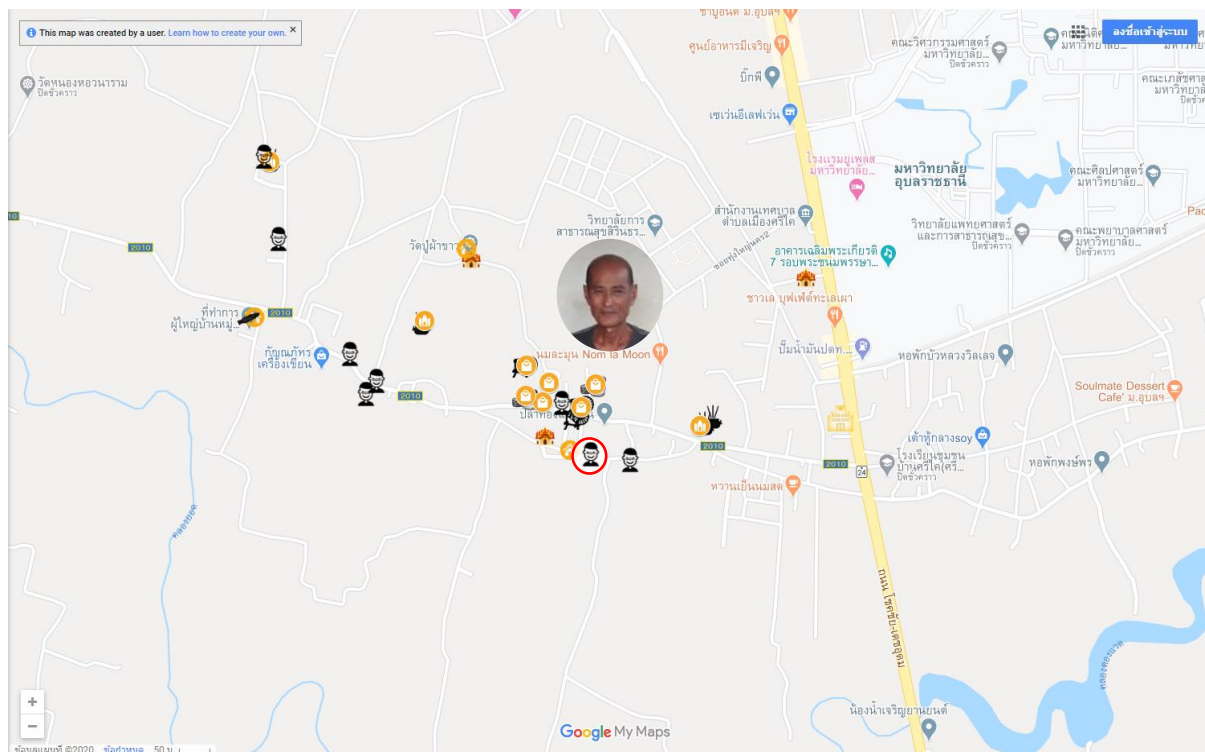 This map was created by a user. Learn how to create your own.
ลงชื่อเข้าสู่ระบบ
ศูนย์อาหารมีเจริญ
บิ๊กพี
เซเว่นอีเลฟเว่น
คณะวิศวกรรมศาสตร์
มหาวิทยาลัย...
ปิดชั่วคราว
วัดหนองหอวนาราม
ปิดชั่วคราว
โรงแรมยูเพลส
มหาวิทยาลัย...
มหาวิทยาลัย
อุบลราชธานี
คณะศิลปศาสตร์
มหาวิทยาลัย...
2010
สำนักงานเทศบาล
ตำบลเมืองศรีไค
วิทยาลัยการ
สาธารณสุขสิรินธร...
วิทยาลัยแพทยศาสตร์
และการสาธารณสุข...
ปิดชั่วคราว
คณะพยาบาลศาสตร์
มหาวิทยาลัย...
ปิดชั่วคราว
2010
วัดปู่ผ้าขาว
อาคารเฉลิมพระเกียรติ
7 รอบพระชนมพรรษา...
ชาวเล บุฟเฟ่ต์ทะเลเผา
ที่ทำการ
ผู้ใหญ่บ้านหมู่...
2010
กัญณภัทร
เครื่องเขียน
นมละมุน Nom la Moon
ปั๊มน้ำมันปตท....
หอพักบัวหลวงวิลเลจ
Soulmate Dessert
Cafe' ม.อุบลฯ
2010
2010
2010
24
เต้าหู้กลางsoy
โรงเรียนชุมชน
บ้านศรีไค(ศรี...
ปิดชั่วคราว
หอพักพงษ์พร
หวานเย็นนมสด
ถนน โชคชัย-เดชอุดม
น้องน้ำเจริญยานยนต์
+
−
Google My Maps
ข้อมูลแผนที่ ©2020 ข้อกำหนด 50 ม.